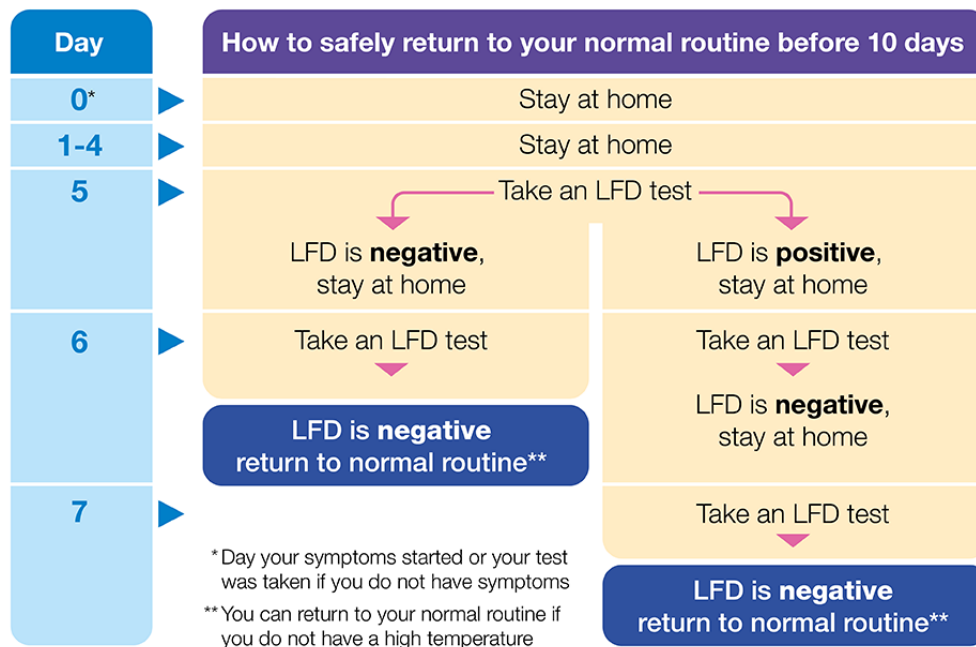 Day
How to safely return to your normal routine before 10 days
0*
Stay at home
1-4
Stay at home
5
Take an LFD test
LFD is negative,
stay at home
LFD is positive,
stay at home
6
Take an LFD test
LFD is negative
return to normal routine**
Take an LFD test
LFD is negative,
stay at home
7
Take an LFD test
LFD is negative
return to normal routine**
* Day your symptoms started or your test
was taken if you do not have symptoms
** You can return to your normal routine if
you do not have a high temperature